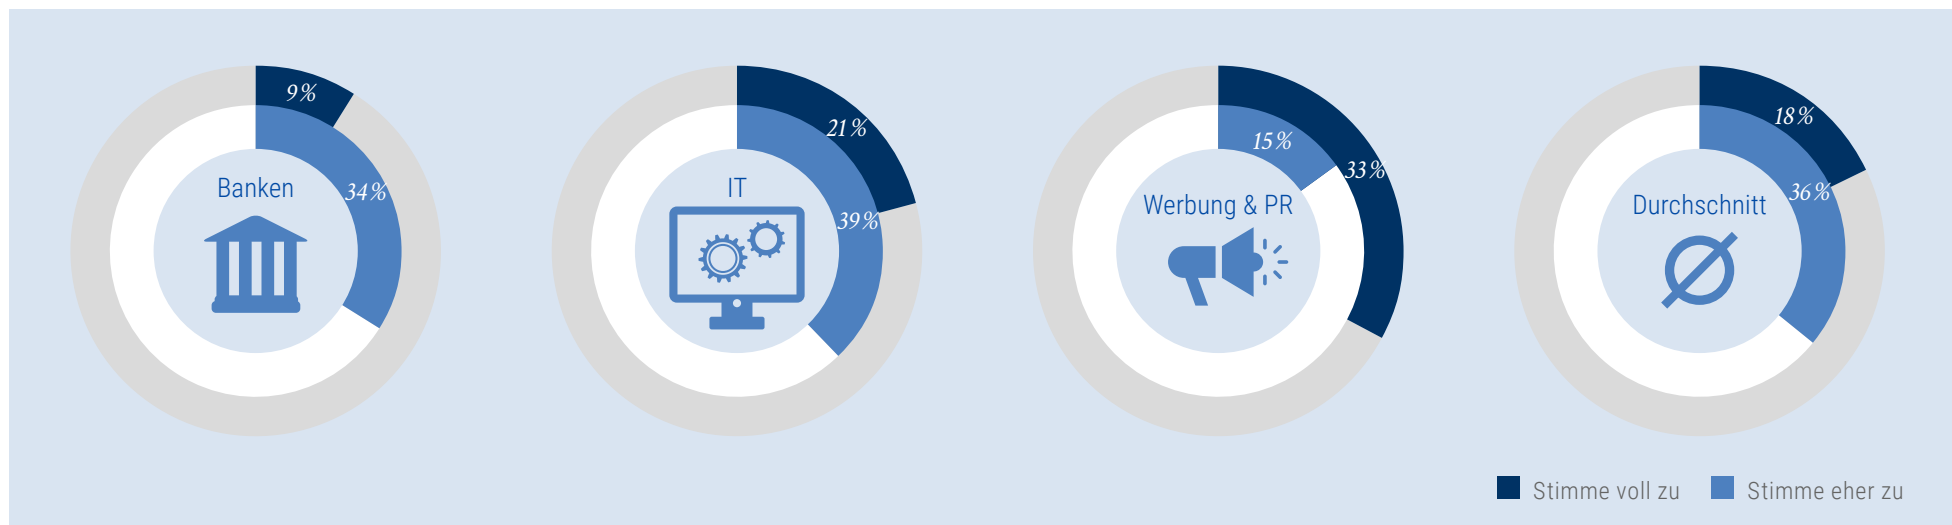 9%
34%
Banken
21%
39%
IT
15%
33%
Werbung & PR
18%
36%
Durchschnitt
Stimme voll zu
Stimme eher zu